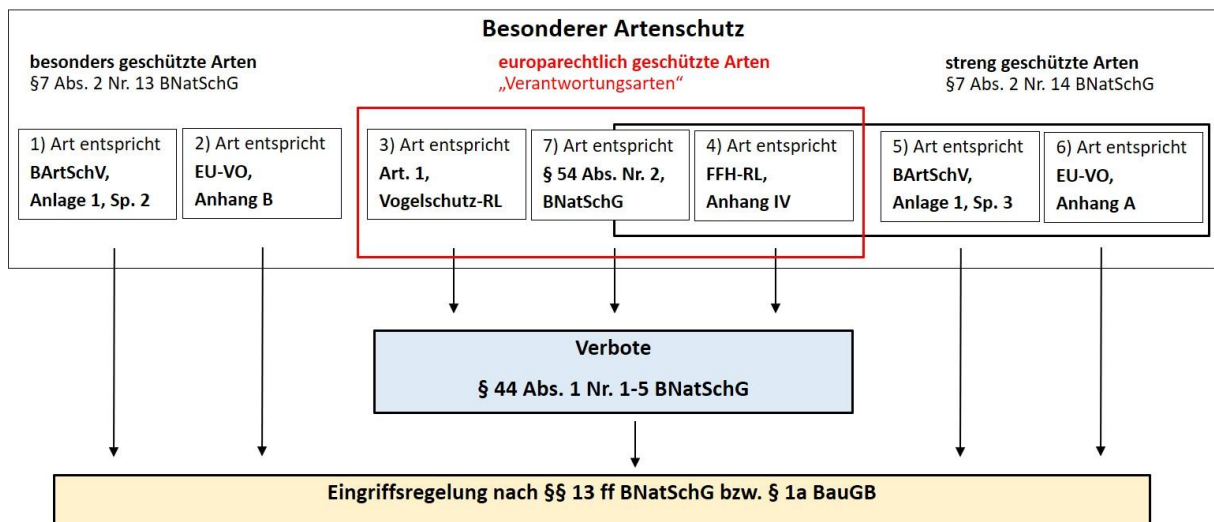 Besonderer Artenschutz
besonders geschützte Arten
§7 Abs. 2 Nr. 13 BNatSchG
europarechtlich geschützte Arten
„Verantwortungsarten“
streng geschützte Arten
§7 Abs. 2 Nr. 14 BNatSchG
1) Art entspricht
BArtSchV,
Anlage 1, Sp. 2
2) Art entspricht
EU-VO,
Anhang B
3) Art entspricht
Art. 1,
Vogelschutz-RL
7) Art entspricht
§ 54 Abs. Nr. 2,
BNatSchG
4) Art entspricht
FFH-RL,
Anhang IV
5) Art entspricht
BArtSchV,
Anlage 1, Sp. 3
6) Art entspricht
EU-VO,
Anhang A
Verbote
§ 44 Abs. 1 Nr. 1-5 BNatSchG
Eingriffsregelung nach §§ 13 ff BNatSchG bzw. § 1a BauGB